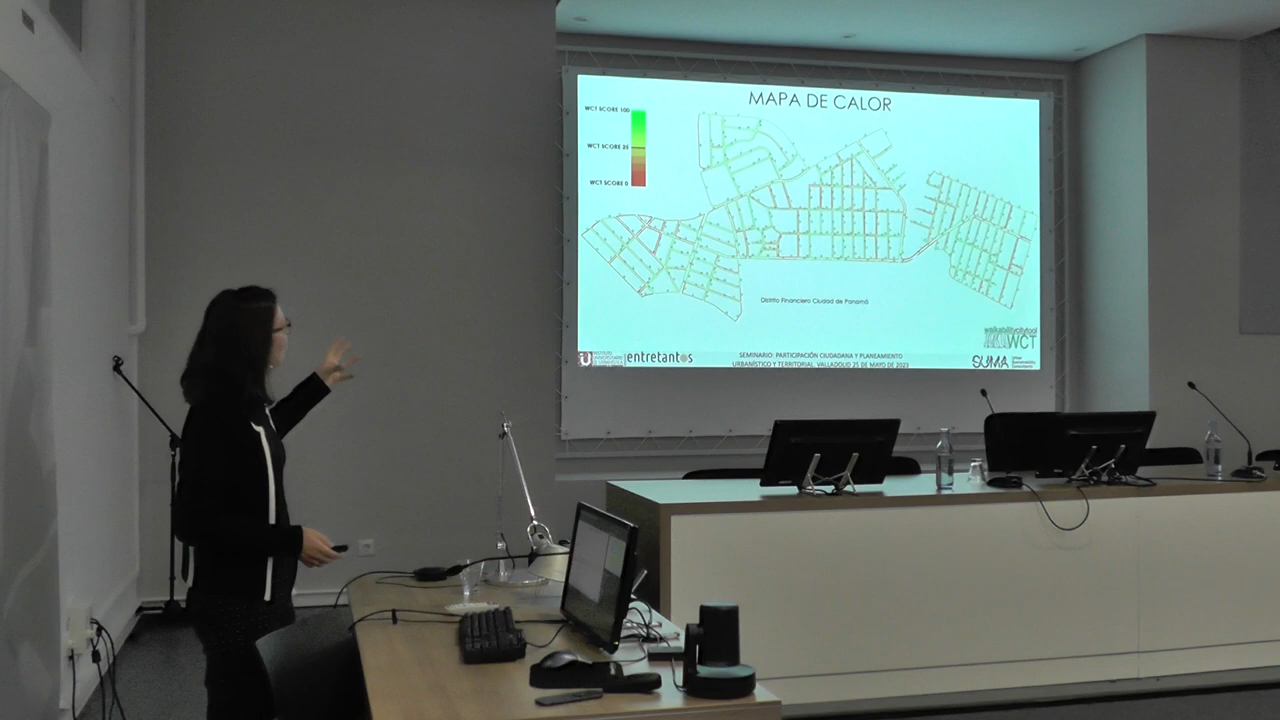 MAPA DE CALOR
WCT SCORE 100
WCT SCORE 25
WCT SCORE 0
Distrito Financiero Ciudad de Panamá
walkabilitycitytool
WCT
entretantos
SEMINARIO: PARTICIPACIÓN CIUDADANA Y PLANEAMIENTO
URBANÍSTICO Y TERRITORIAL. VALLADOLID 25 DE MAYO DE 2023
SUMA